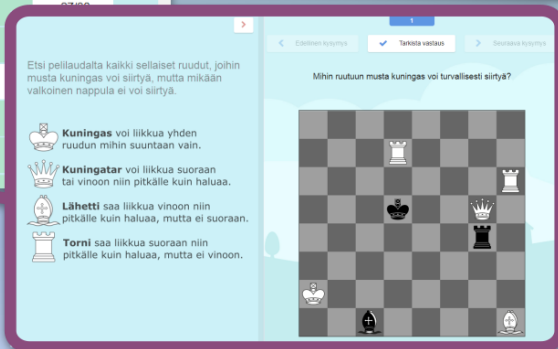 1
Edellinen kysymys
Tarkista vastaus
Seuraava kysymys
Etsi pelilaudalta kaikki sellaiset ruudut, joihin
musta kuningas voi siirtyä, mutta mikään
valkoinen nappula ei voi siirtyä.
Kuningas voi liikkua yhden
ruudun mihin suuntaan vain.
Kuningatar voi liikkua suoraan
tai vinoon niin pitkälle kuin haluaa.
Lähetti saa liikkua vinoon niin
pitkälle kuin haluaa, mutta ei suoraan.
Torni saa liikkua suoraan niin
pitkälle kuin haluaa, mutta ei vinoon.
Mihin ruutuun musta kuningas voi turvallisesti siirtyä?